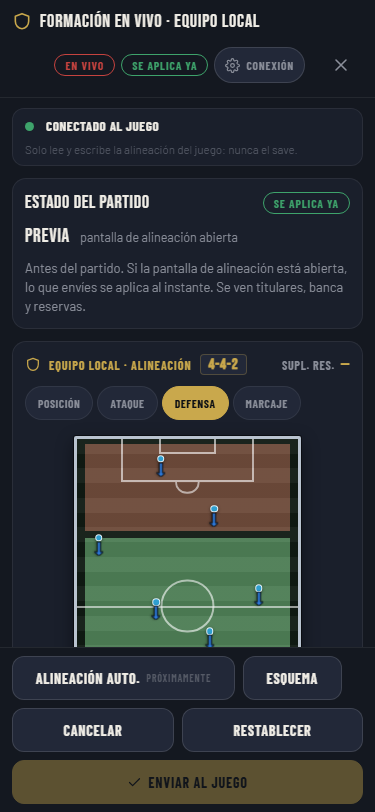 FORMACIÓN EN VIVO · EQUIPO LOCAL
EN VIVO
SE APLICA YA
CONEXIÓN
CONECTADO AL JUEGO
Solo lee y escribe la alineación del juego: nunca el save.
ESTADO DEL PARTIDO
SE APLICA YA
PREVIA pantalla de alineación abierta
Antes del partido. Si la pantalla de alineación está abierta,
lo que envíes se aplica al instante. Se ven titulares, banca
y reservas.
EQUIPO LOCAL · ALINEACIÓN 4-4-2 SUPL. RES. —
POSICIÓN
ATAQUE
DEFENSA
MARCAJE
ALINEACIÓN AUTO. PRÓXIMAMENTE
ESQUEMA
CANCELAR
RESTABLECER
ENVIAR AL JUEGO